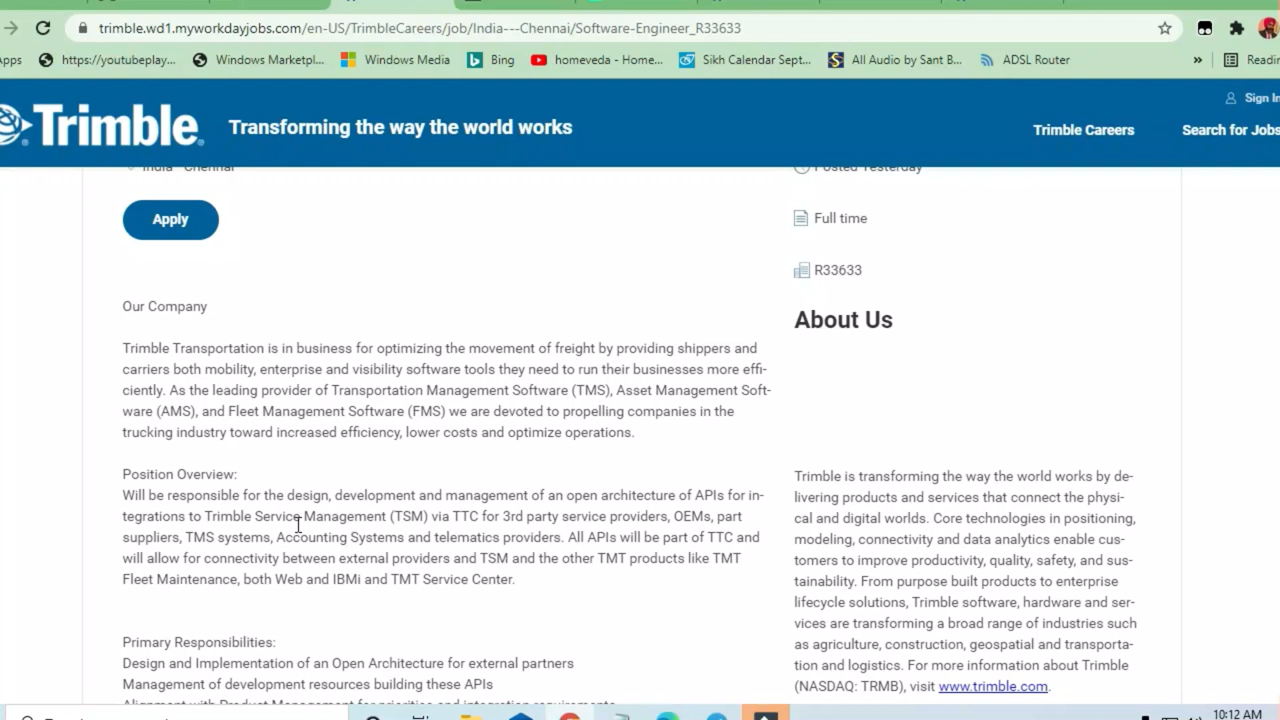 trimble.wd1.myworkdayjobs.com/en-US/TrimbleCareers/job/India---Chennai/Software-Engineer_R33633
pps https://youtubeplay... Windows Marketpl... Windows Media Bing homeveda - Home... Sikh Calendar Sept... All Audio by Sant B... ADSL Router » Readin
Sign In
Trimble Transforming the way the world works Trimble Careers Search for Jobs
India - Chennai
Posted Yesterday
Apply
Full time
R33633
Our Company
About Us
Trimble Transportation is in business for optimizing the movement of freight by providing shippers and
carriers both mobility, enterprise and visibility software tools they need to run their businesses more effi-
ciently. As the leading provider of Transportation Management Software (TMS), Asset Management Soft-
ware (AMS), and Fleet Management Software (FMS) we are devoted to propelling companies in the
trucking industry toward increased efficiency, lower costs and optimize operations.
Position Overview:
Will be responsible for the design, development and management of an open architecture of APIs for in-
tegrations to Trimble Service Management (TSM) via TTC for 3rd party service providers, OEMs, part
suppliers, TMS systems, Accounting Systems and telematics providers. All APIs will be part of TTC and
will allow for connectivity between external providers and TSM and the other TMT products like TMT
Fleet Maintenance, both Web and IBMi and TMT Service Center.
Primary Responsibilities:
Design and Implementation of an Open Architecture for external partners
Management of development resources building these APIs
Alignment with Product Management for priorities and integration requirements
Trimble is transforming the way the world works by de-
livering products and services that connect the physi-
cal and digital worlds. Core technologies in positioning,
modeling, connectivity and data analytics enable cus-
tomers to improve productivity, quality, safety, and sus-
tainability. From purpose built products to enterprise
lifecycle solutions, Trimble software, hardware and ser-
vices are transforming a broad range of industries such
as agriculture, construction, geospatial and transporta-
tion and logistics. For more information about Trimble
(NASDAQ: TRMB), visit www.trimble.com.
10:12 AM